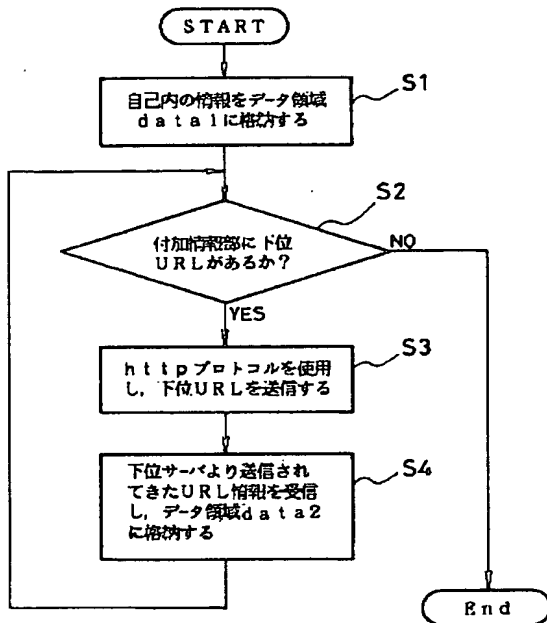 START
S1
自己内の情報をデータ領域
data1に格納する
S2
付加情報部に下位
URLがあるか？
NO
YES
S3
httpプロトコルを使用
し，下位URLを送信する
S4
下位サーバより送信され
てきたURL情報を受信
し，データ領域data2
に格納する
End